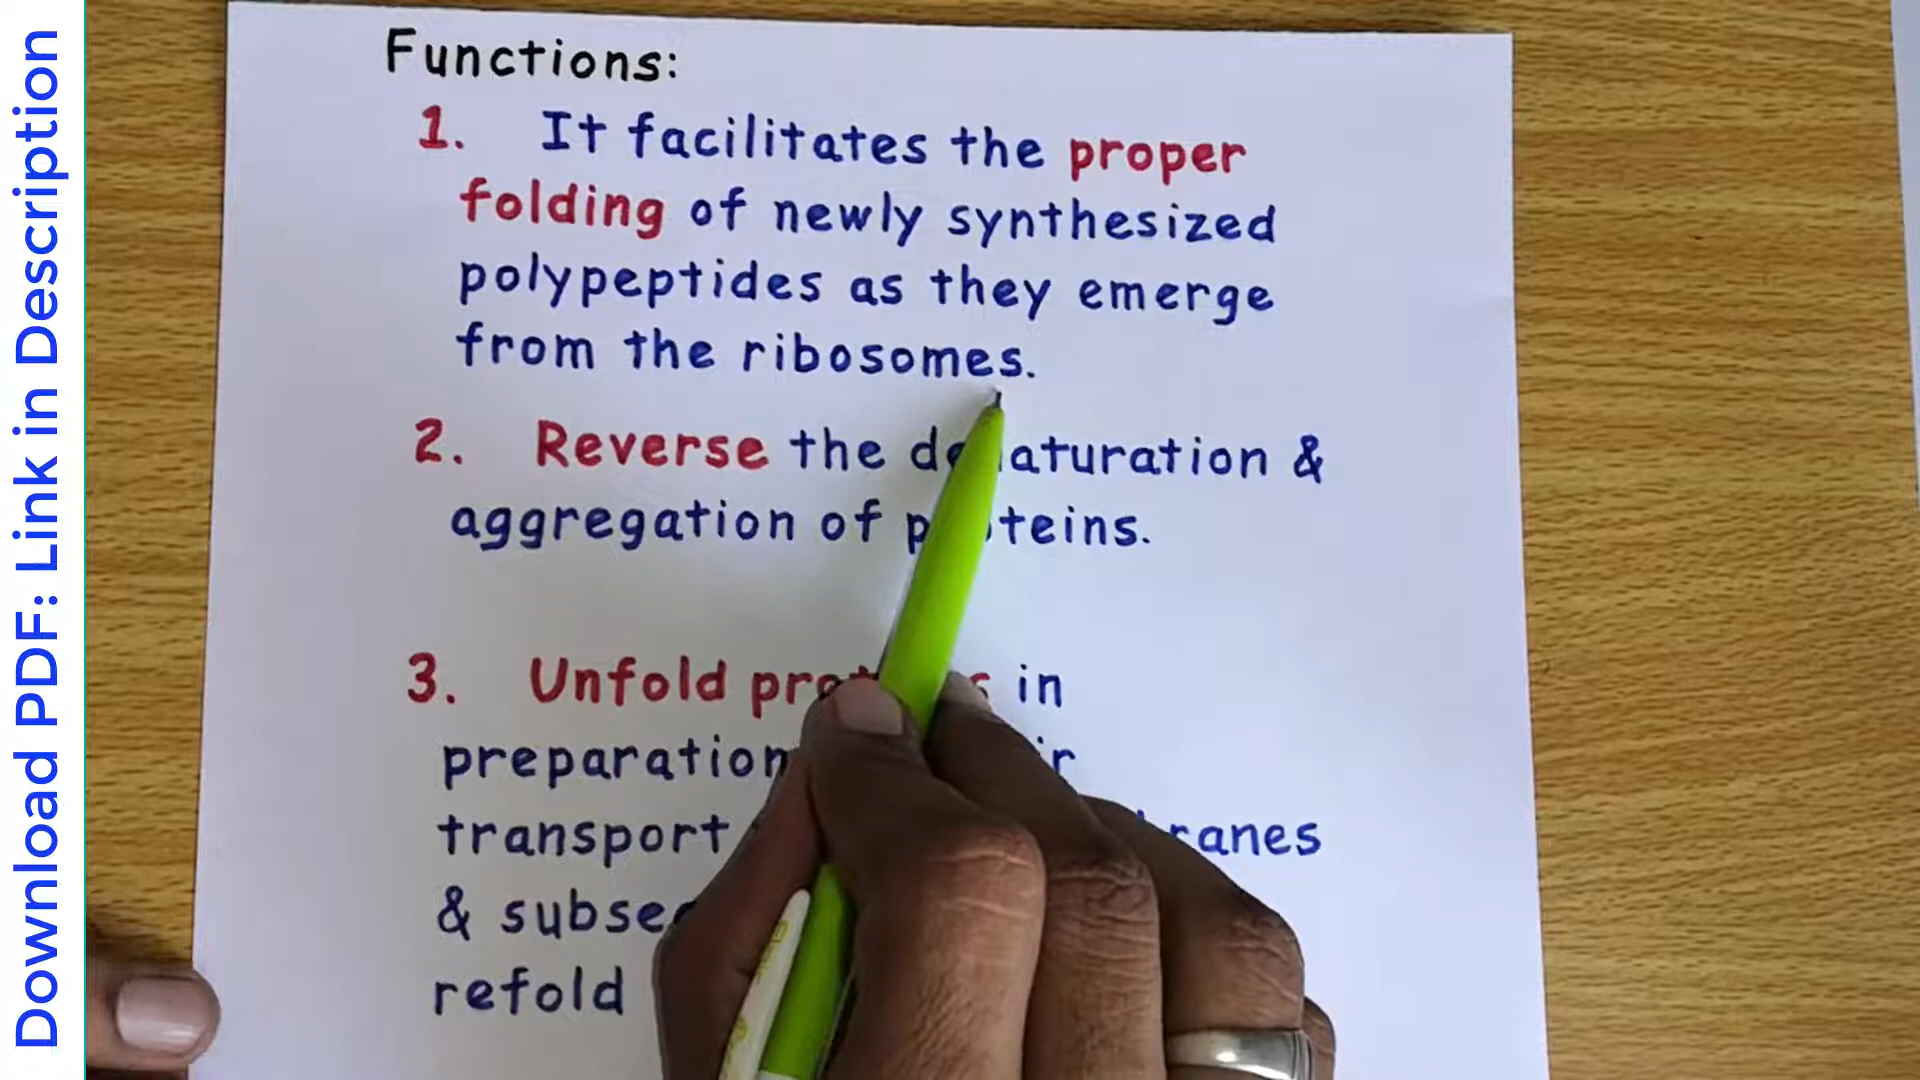 Download PDF: Link in Description
Functions:
1. It facilitates the proper
folding of newly synthesized
polypeptides as they emerge
from the ribosomes.
2. Reverse the &
aggregation of
3. Unfold in
preparation
transport
&
refold